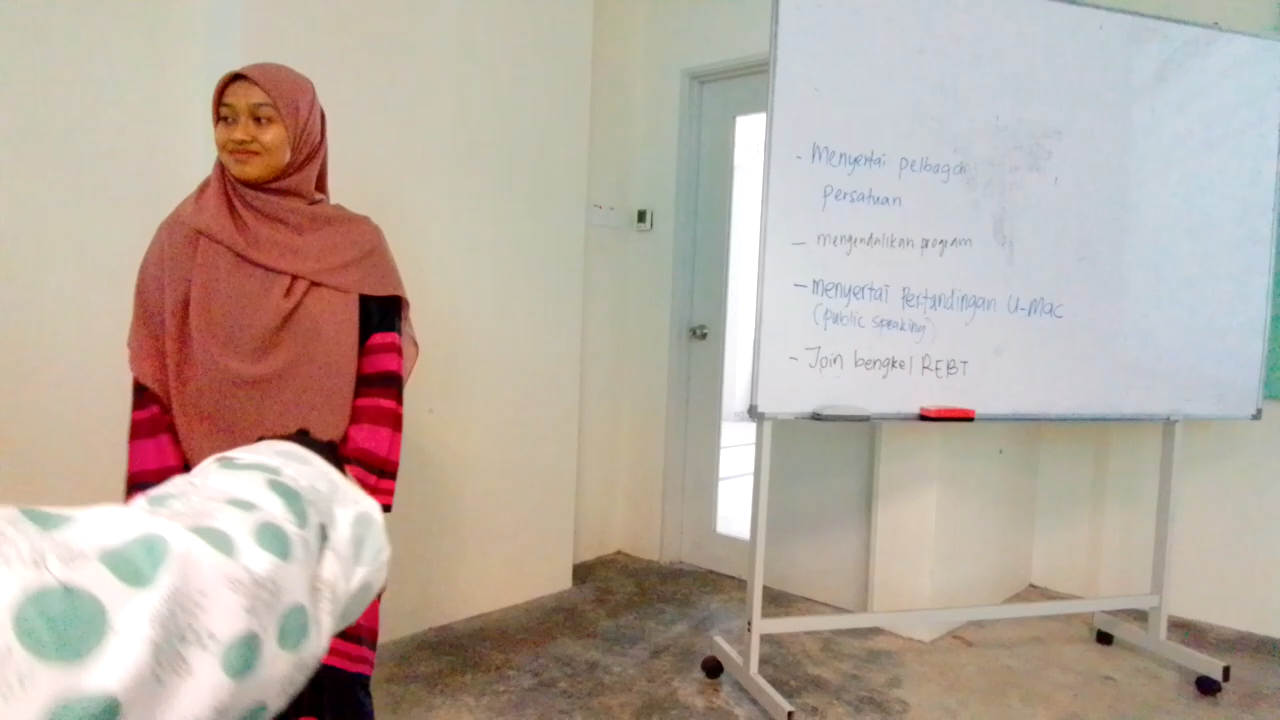 - Menyertai pelbagai
persatuan
- mengendalikan program
- menyertai Pertandingan U-Mac
(public speaking)
- Join bengkel REBT